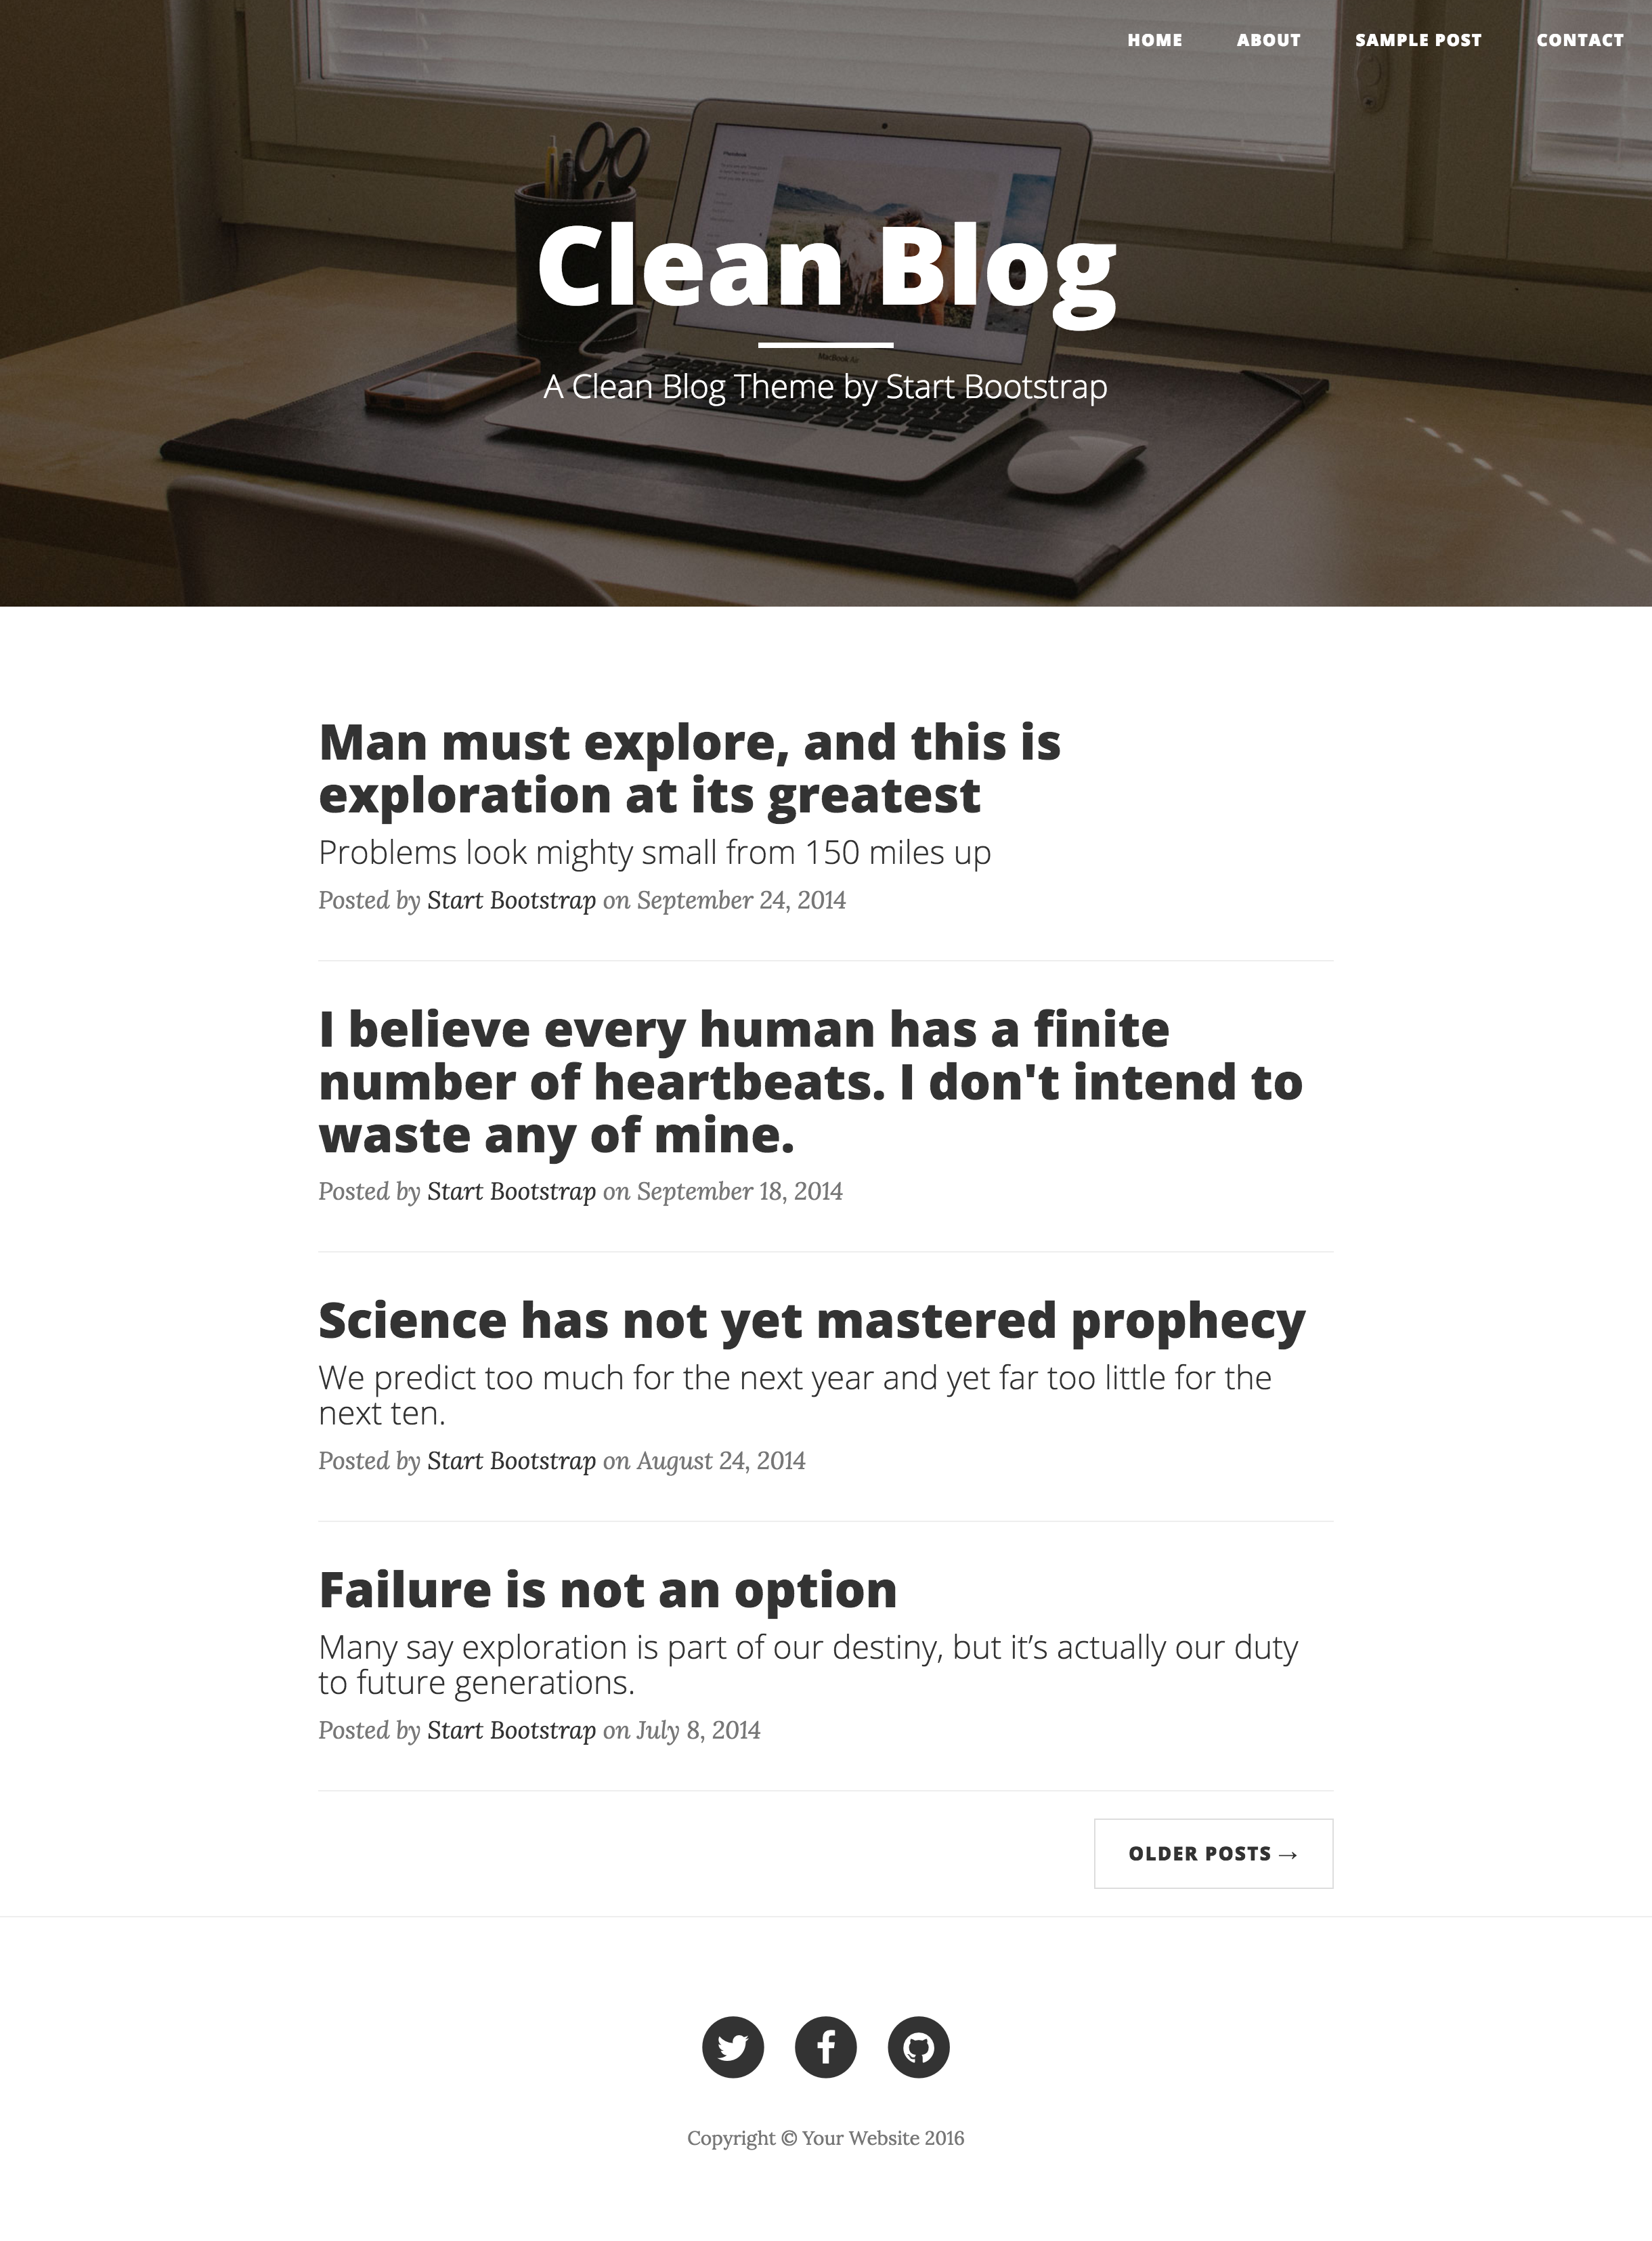 HOME ABOUT SAMPLE POST CONTACT
MacBook Air
Clean Blog
A Clean Blog Theme by Start Bootstrap
Man must explore, and this is
exploration at its greatest
Problems look mighty small from 150 miles up
Posted by Start Bootstrap on September 24, 2014
I believe every human has a finite
number of heartbeats. I don't intend to
waste any of mine.
Posted by Start Bootstrap on September 18, 2014
Science has not yet mastered prophecy
We predict too much for the next year and yet far too little for the
next ten.
Posted by Start Bootstrap on August 24, 2014
Failure is not an option
Many say exploration is part of our destiny, but it’s actually our duty
to future generations.
Posted by Start Bootstrap on July 8, 2014
OLDER POSTS →
Copyright © Your Website 2016